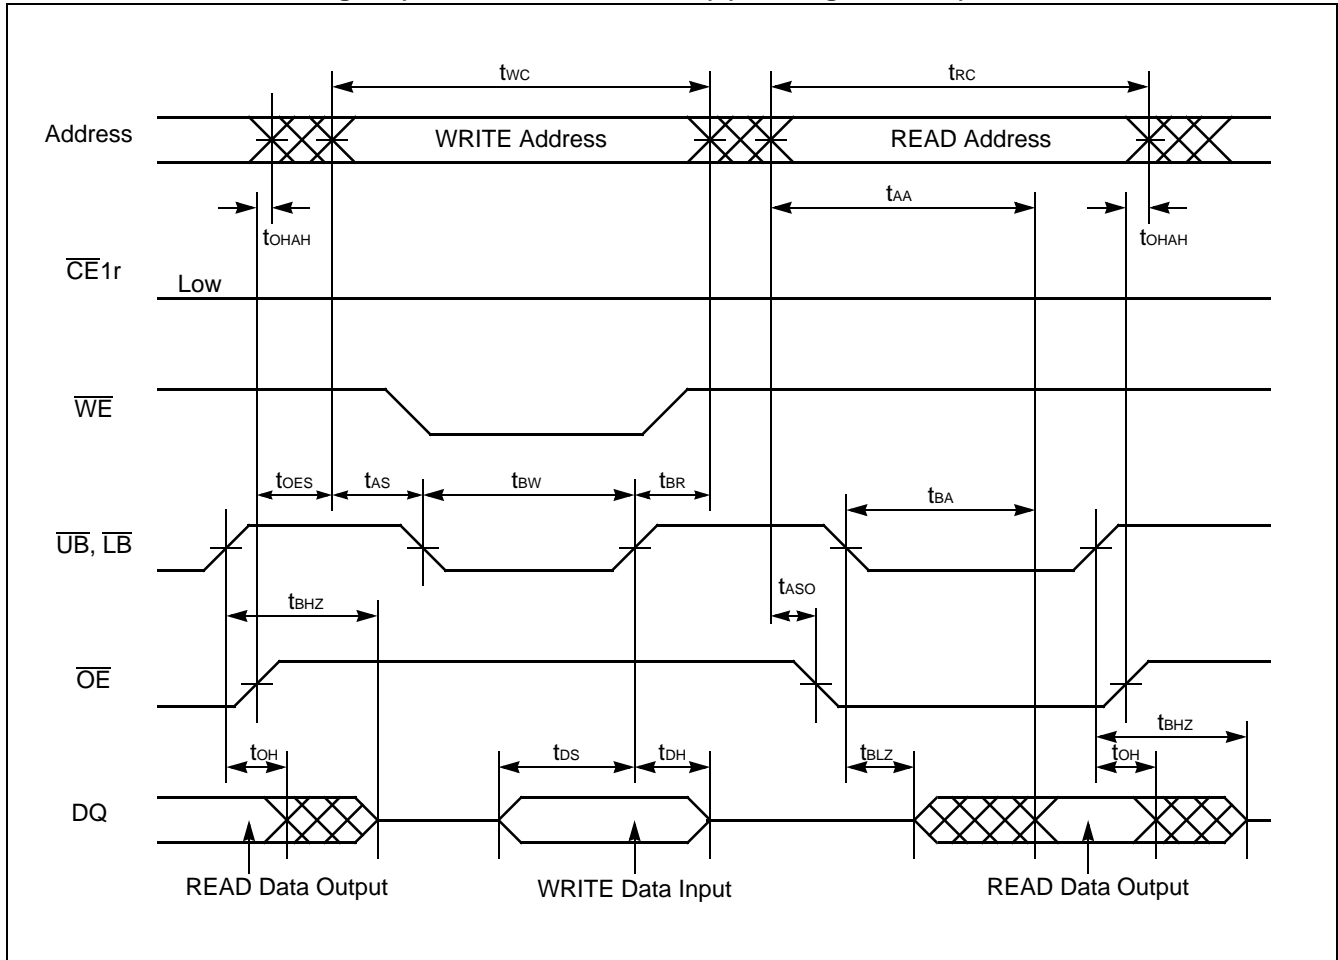 tWC tRC
Address WRITE Address READ Address
tAA
tOHAH tOHAH
CE1r Low
WE
tOES tAS tBW tBR tBA
UB, LB
tASO
tBHZ
OE
tBHZ
tOH tDS tDH tBLZ tOH
DQ
READ Data Output WRITE Data Input READ Data Output